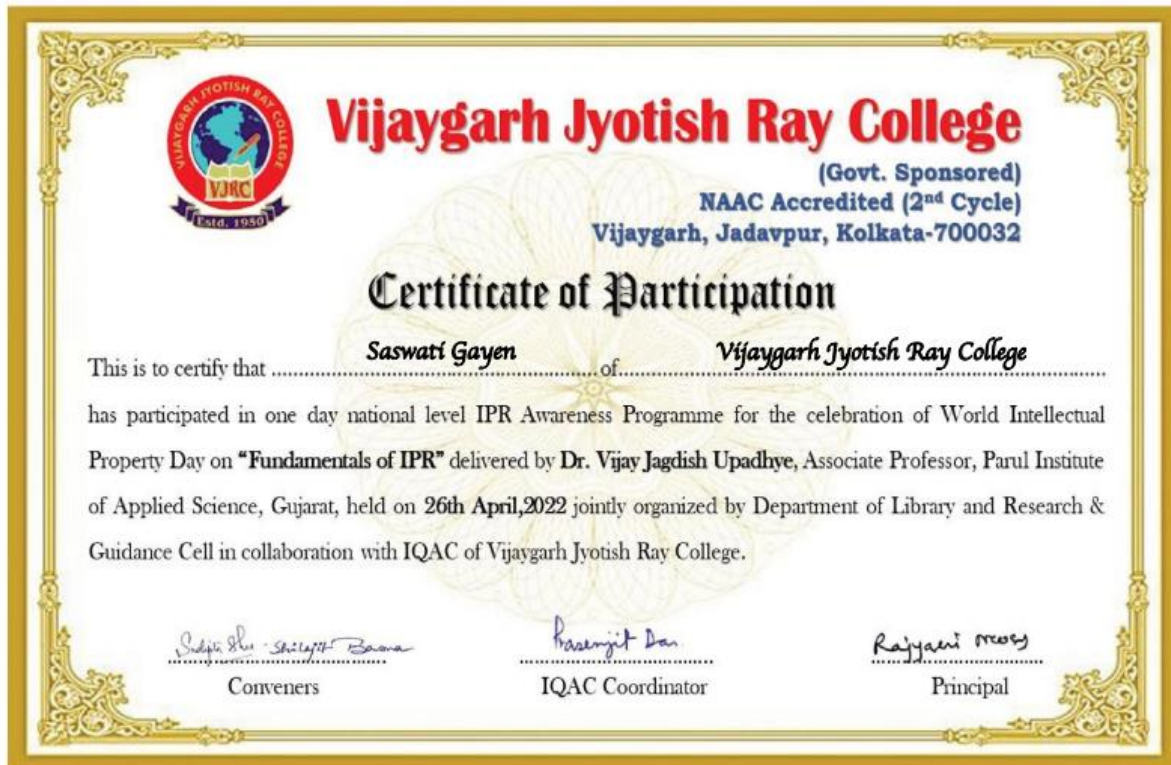 VIJAYGARH JYOTISH RAY COLLEGE
VJRC
Estd. 1950
Vijaygarh Jyotish Ray College
(Govt. Sponsored)
NAAC Accredited (2nd Cycle)
Vijaygarh, Jadavpur, Kolkata-700032
Certificate of Participation
This is to certify that Saswati Gayen of Vijaygarh Jyotish Ray College
has participated in one day national level IPR Awareness Programme for the celebration of World Intellectual
Property Day on “Fundamentals of IPR” delivered by Dr. Vijay Jagdish Upadhye, Associate Professor, Parul Institute
of Applied Science, Gujarat, held on 26th April,2022 jointly organized by Department of Library and Research &
Guidance Cell in collaboration with IQAC of Vijaygarh Jyotish Ray College.
Prasenjit Das
Conveners IQAC Coordinator Principal